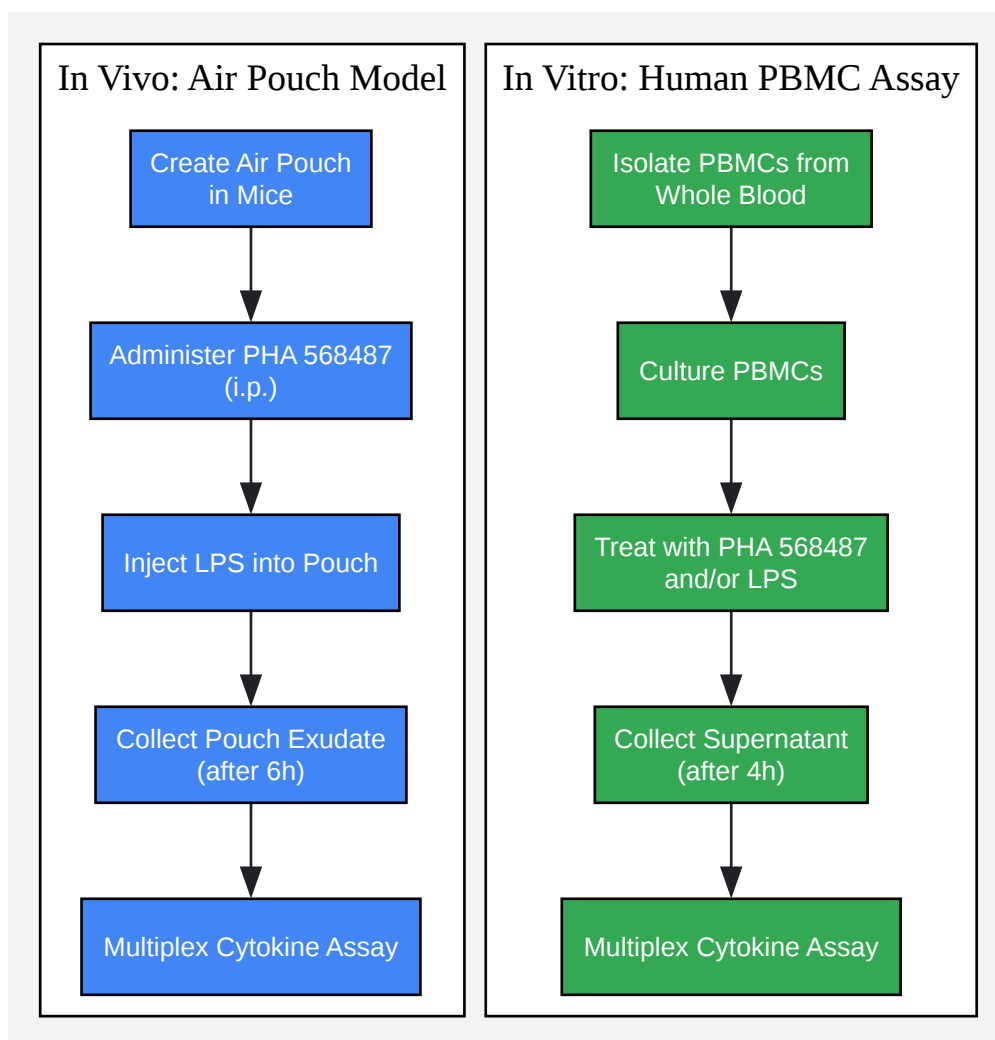 In Vivo: Air Pouch Model
Create Air Pouch
in Mice
Administer PHA 568487
(i.p.)
Inject LPS into Pouch
Collect Pouch Exudate
(after 6h)
Multiplex Cytokine Assay
In Vitro: Human PBMC Assay
Isolate PBMCs from
Whole Blood
Culture PBMCs
Treat with PHA 568487
and/or LPS
Collect Supernatant
(after 4h)
Multiplex Cytokine Assay